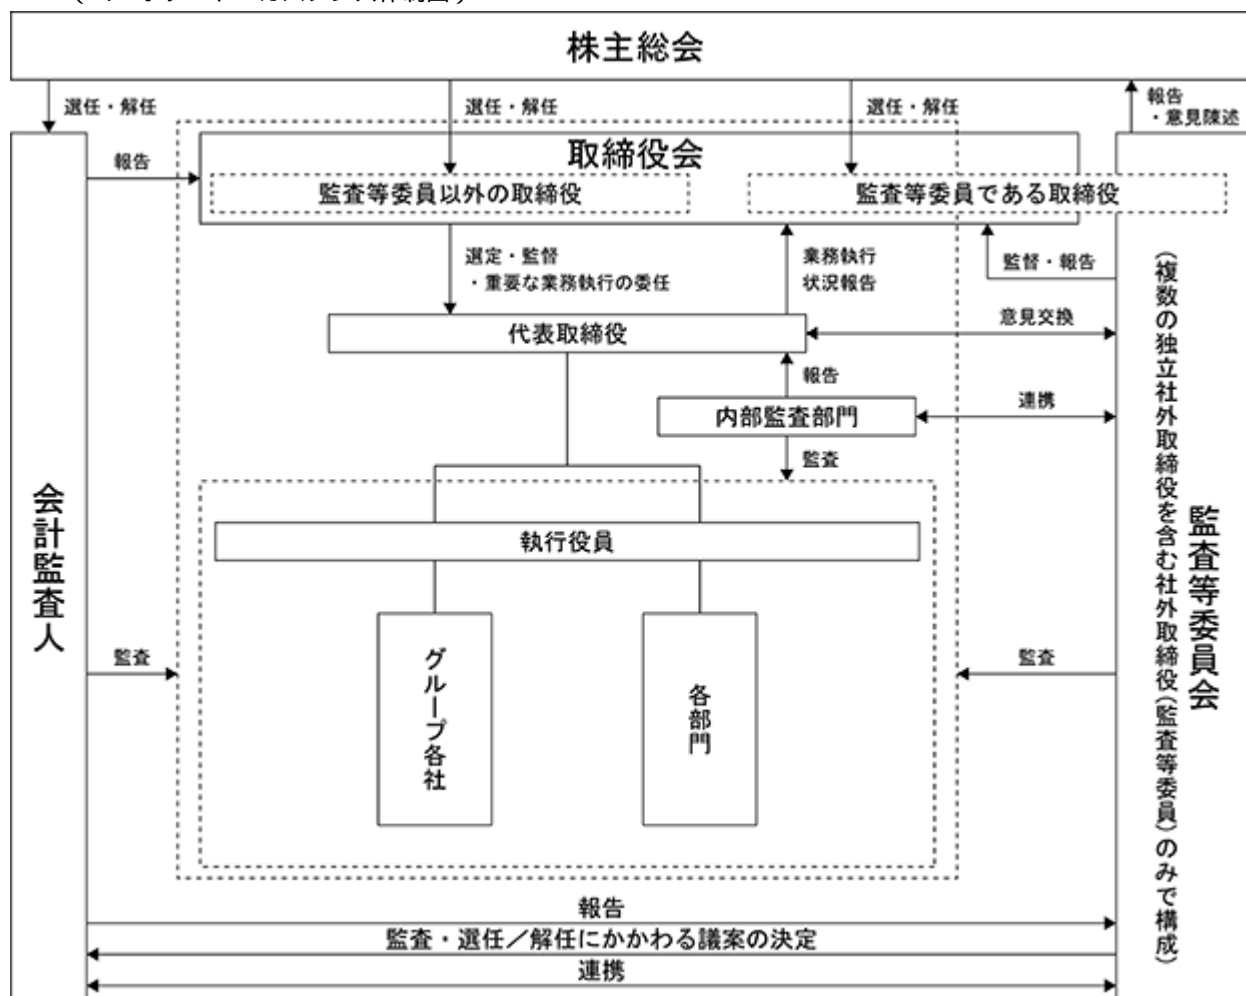 株主総会
選任・解任
選任・解任
選任・解任
報告
・意見陳述
取締役会
報告
監査等委員以外の取締役
監査等委員である取締役
選定・監督
・重要な業務執行の委任
業務執行
状況報告
監督・報告
代表取締役
意見交換
報告
内部監査部門
連携
監査
執行役員
会計監査人
監査等委員会
(複数の独立社外取締役を含む社外取締役(監査等委員)のみで構成)
グループ各社
各部門
監査
監査
報告
監査・選任／解任にかかわる議案の決定
連携